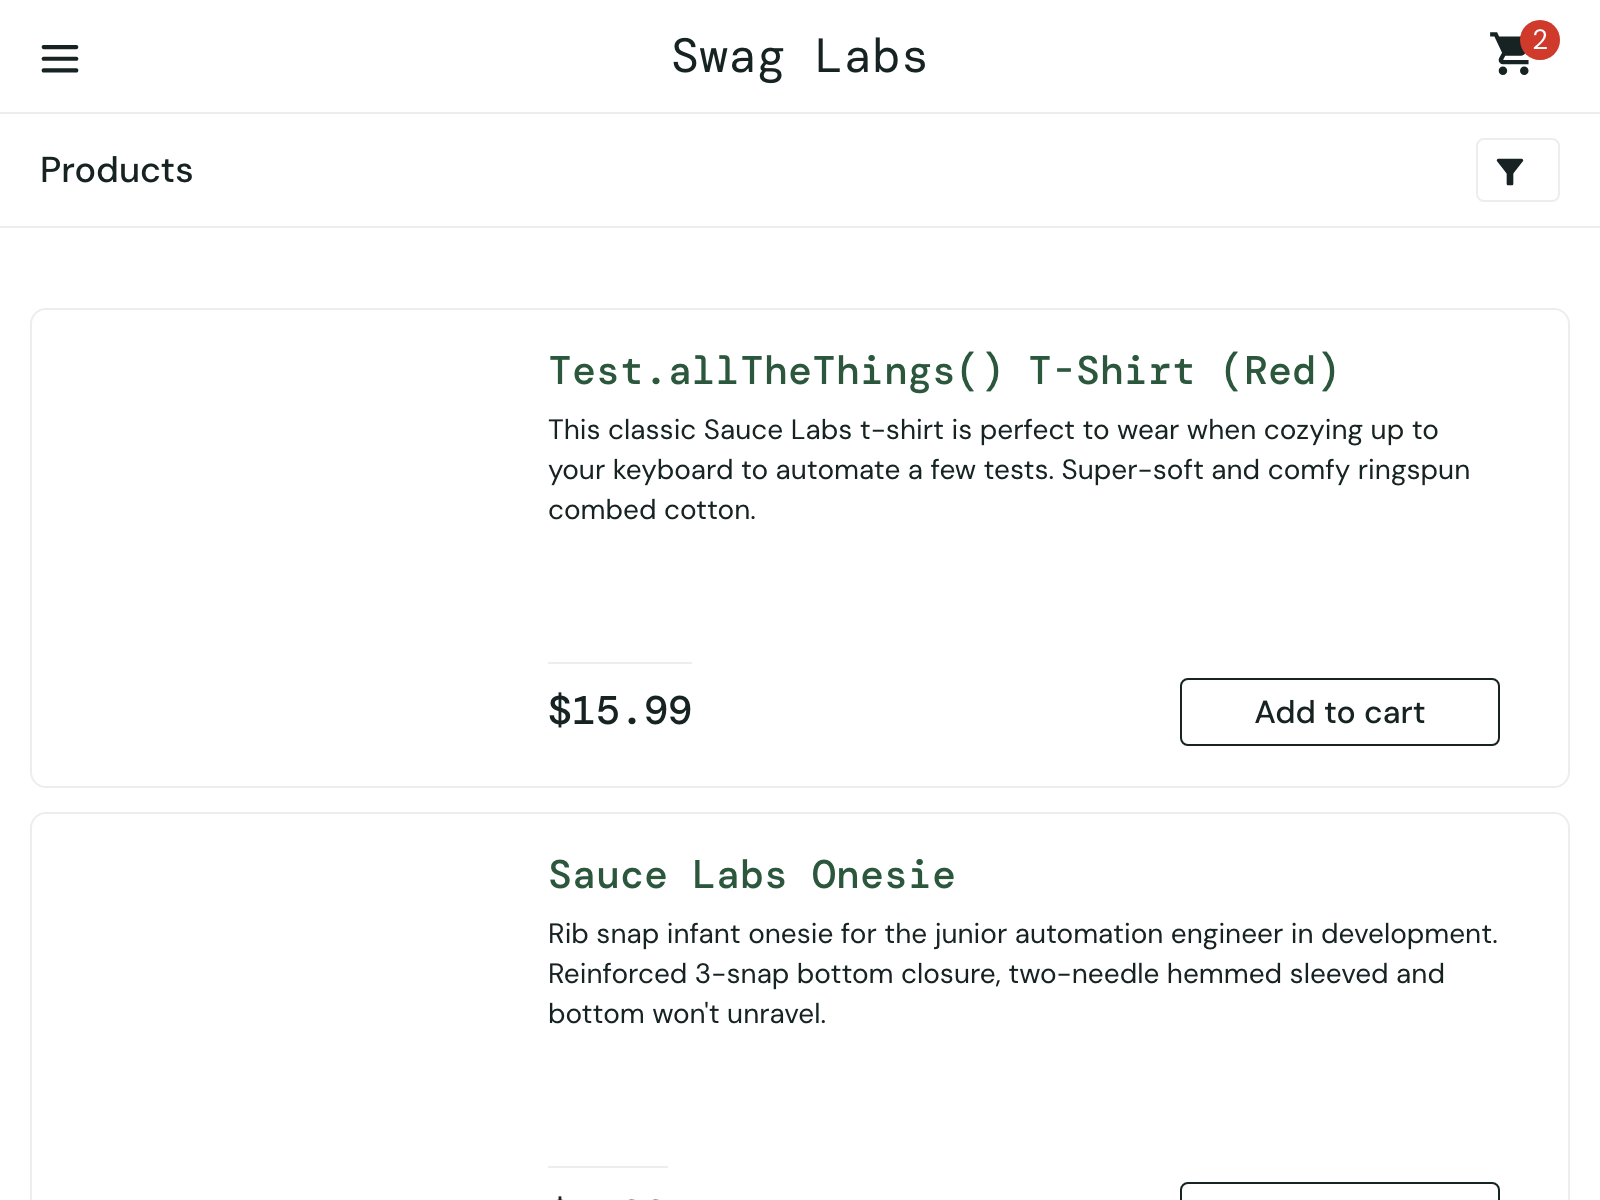 Swag Labs
2
Products
Test.allTheThings() T-Shirt (Red)
This classic Sauce Labs t-shirt is perfect to wear when cozying up to
your keyboard to automate a few tests. Super-soft and comfy ringspun
combed cotton.
$15.99
Add to cart
Sauce Labs Onesie
Rib snap infant onesie for the junior automation engineer in development.
Reinforced 3-snap bottom closure, two-needle hemmed sleeved and
bottom won't unravel.